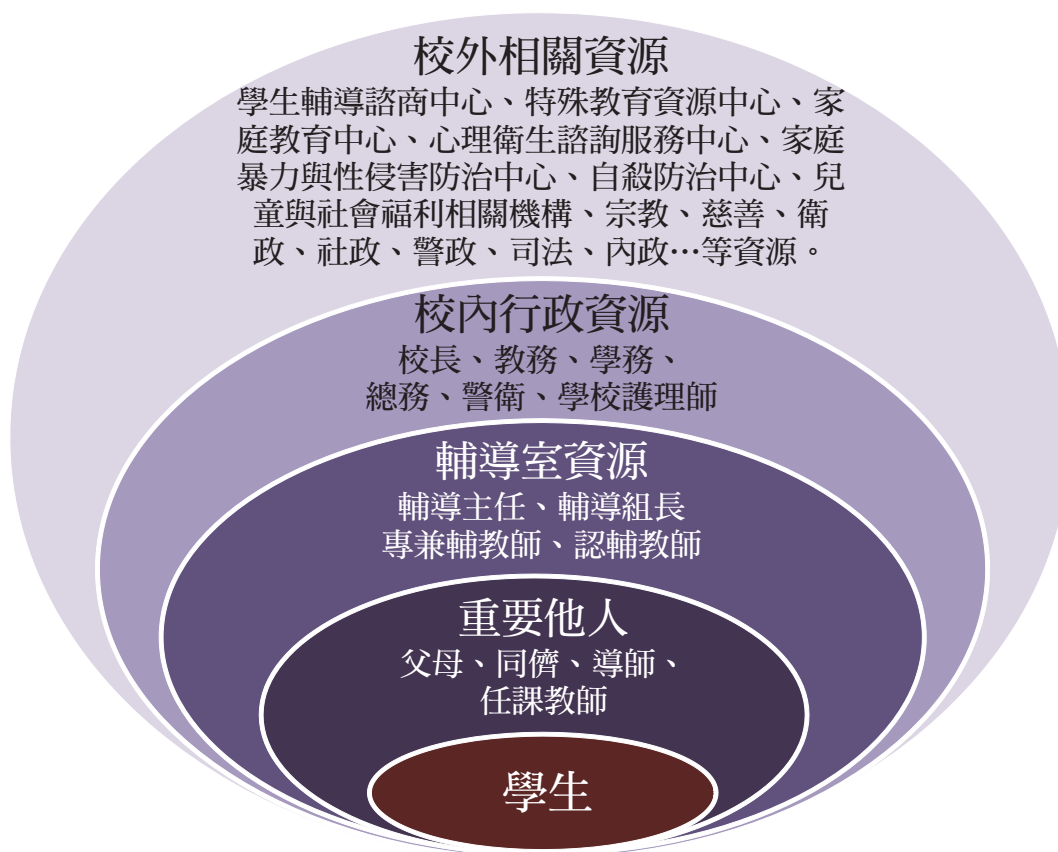 校外相關資源
學生輔導諮商中心、特殊教育資源中心、家
庭教育中心、心理衛生諮詢服務中心、家庭
暴力與性侵害防治中心、自殺防治中心、兒
童與社會福利相關機構、宗教、慈善、衛
政、社政、警政、司法、內政…等資源。
校內行政資源
校長、教務、學務、
總務、警衛、學校護理師
輔導室資源
輔導主任、輔導組長
專兼輔教師、認輔教師
重要他人
父母、同儕、導師、
任課教師
學生